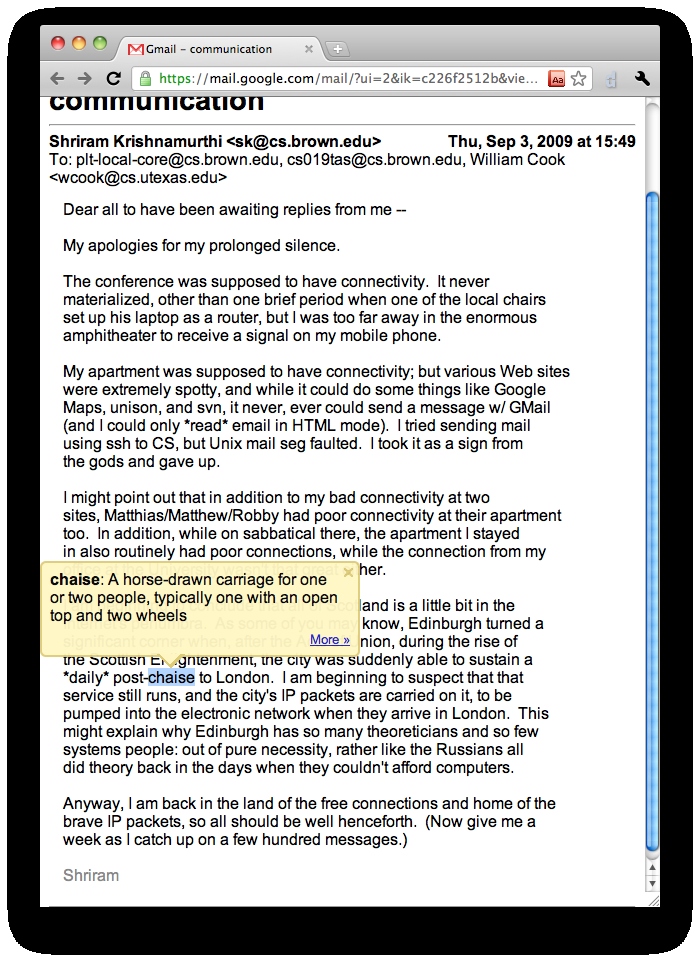 Gmail – communication
https://mail.google.com/mail/?ui=2&ik=c226f2512b&vie...
communication
Shriram Krishnamurthi <sk@cs.brown.edu> Thu, Sep 3, 2009 at 15:49
To: plt-local-core@cs.brown.edu, cs019tas@cs.brown.edu, William Cook
<wcook@cs.utexas.edu>
Dear all to have been awaiting replies from me --
My apologies for my prolonged silence.
The conference was supposed to have connectivity.  It never
materialized, other than one brief period when one of the local chairs
set up his laptop as a router, but I was too far away in the enormous
amphitheater to receive a signal on my mobile phone.
My apartment was supposed to have connectivity; but various Web sites
were extremely spotty, and while it could do some things like Google
Maps, unison, and svn, it never, ever could send a message w/ GMail
(and I could only *read* email in HTML mode).  I tried sending mail
using ssh to CS, but Unix mail seg faulted.  I took it as a sign from
the gods and gave up.
I might point out that in addition to my bad connectivity at two
sites, Matthias/Matthew/Robby had poor connectivity at their apartment
too.  In addition, while on sabbatical there, the apartment I stayed
in also routinely had poor connections, while the connection from my
office at the University wasn't that great
chaise: A horse-drawn carriage for one
or two people, typically one with an open
top and two wheels
More »
conclude that is a little bit in the
As some of you may know, Edinburgh turned a
significant corner when, after the during the rise of
the Scottish Enlightenment, the city was suddenly able to sustain a
*daily* post-chaise to London.  I am beginning to suspect that that
service still runs, and the city's IP packets are carried on it, to be
pumped into the electronic network when they arrive in London.  This
might explain why Edinburgh has so many theoreticians and so few
systems people: out of pure necessity, rather like the Russians all
did theory back in the days when they couldn't afford computers.
Anyway, I am back in the land of the free connections and home of the
brave IP packets, so all should be well henceforth.  (Now give me a
week as I catch up on a few hundred messages.)
Shriram